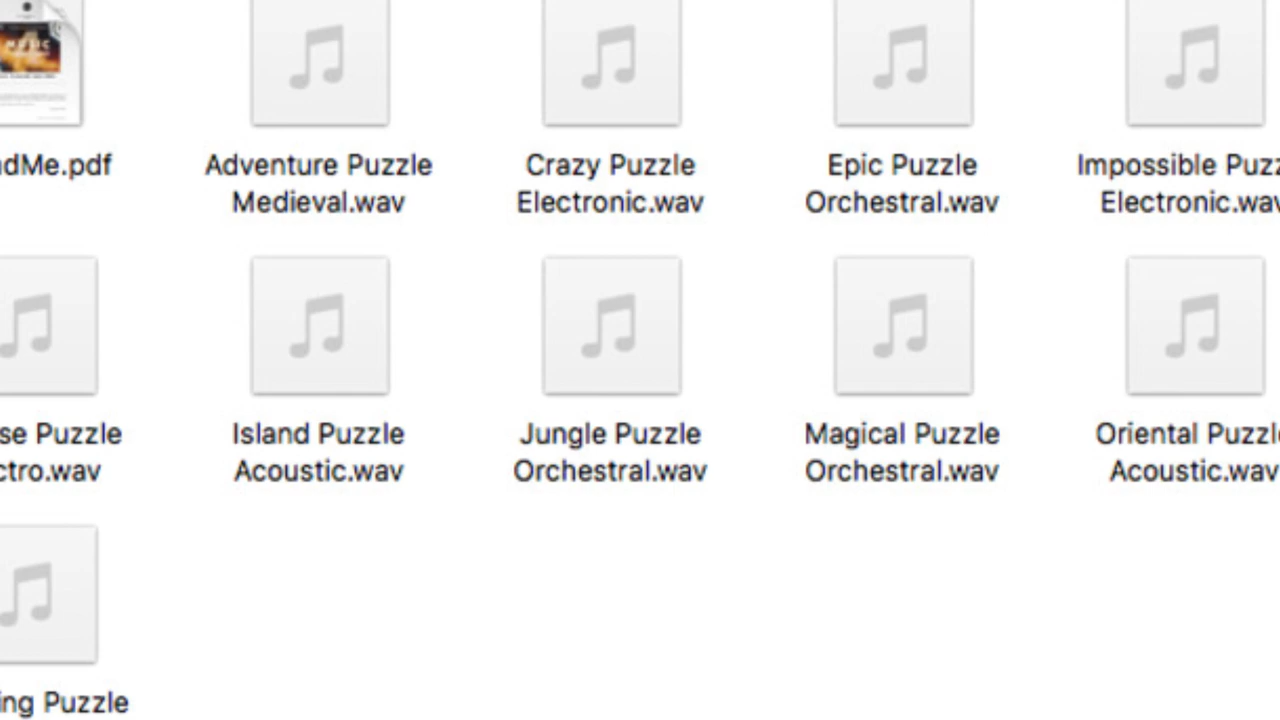 MUSIC
adMe.pdf
Adventure Puzzle
Medieval.wav
Crazy Puzzle
Electronic.wav
Epic Puzzle
Orchestral.wav
Impossible Puzz
Electronic.wav
se Puzzle
ctro.wav
Island Puzzle
Acoustic.wav
Jungle Puzzle
Orchestral.wav
Magical Puzzle
Orchestral.wav
Oriental Puzzle
Acoustic.wav
ing Puzzle